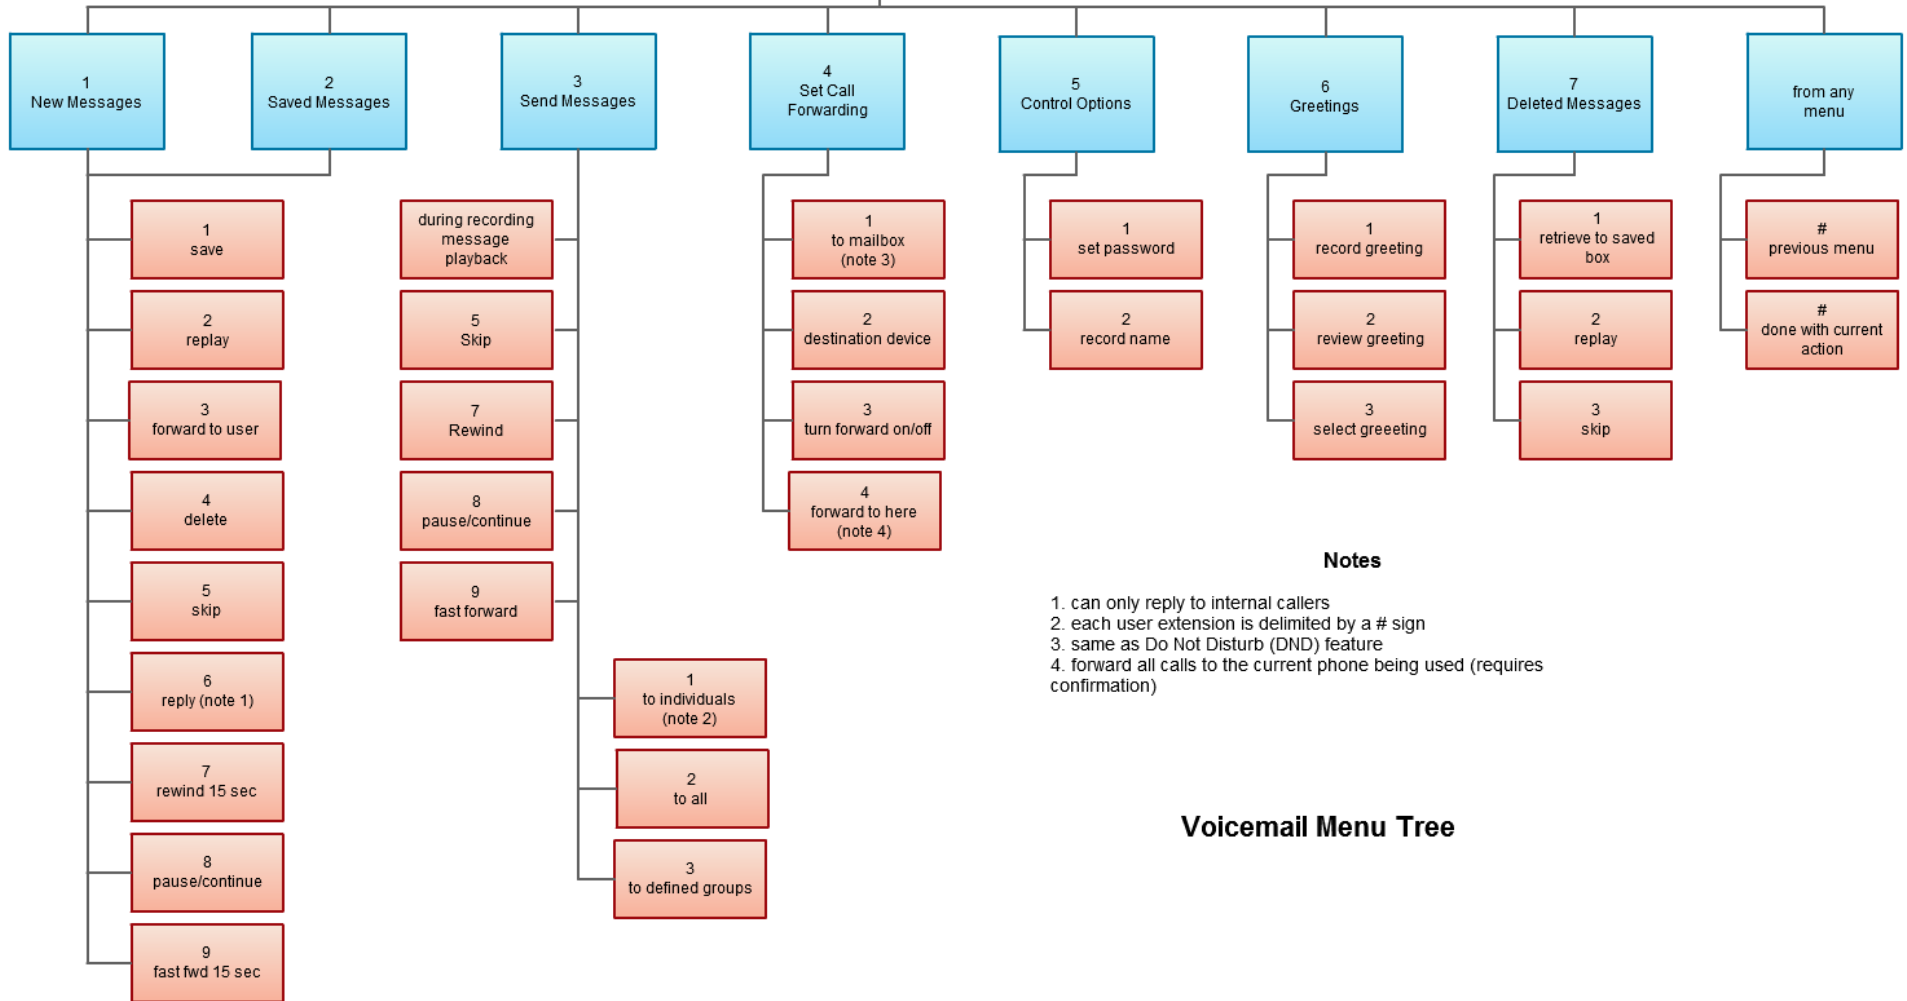 1
New Messages
2
Saved Messages
3
Send Messages
4
Set Call
Forwarding
5
Control Options
6
Greetings
7
Deleted Messages
from any
menu
1
save
2
replay
3
forward to user
4
delete
5
skip
6
reply (note 1)
7
rewind 15 sec
8
pause/continue
9
fast fwd 15 sec
during recording
message
playback
5
Skip
7
Rewind
8
pause/continue
9
fast forward
1
to individuals
(note 2)
2
to all
3
to defined groups
1
to mailbox
(note 3)
2
destination device
3
turn forward on/off
4
forward to here
(note 4)
1
set password
2
record name
1
record greeting
2
review greeting
3
select greeeting
1
retrieve to saved
box
2
replay
3
skip
#
previous menu
#
done with current
action
Notes
1. can only reply to internal callers
2. each user extension is delimited by a # sign
3. same as Do Not Disturb (DND) feature
4. forward all calls to the current phone being used (requires
confirmation)
Voicemail Menu Tree